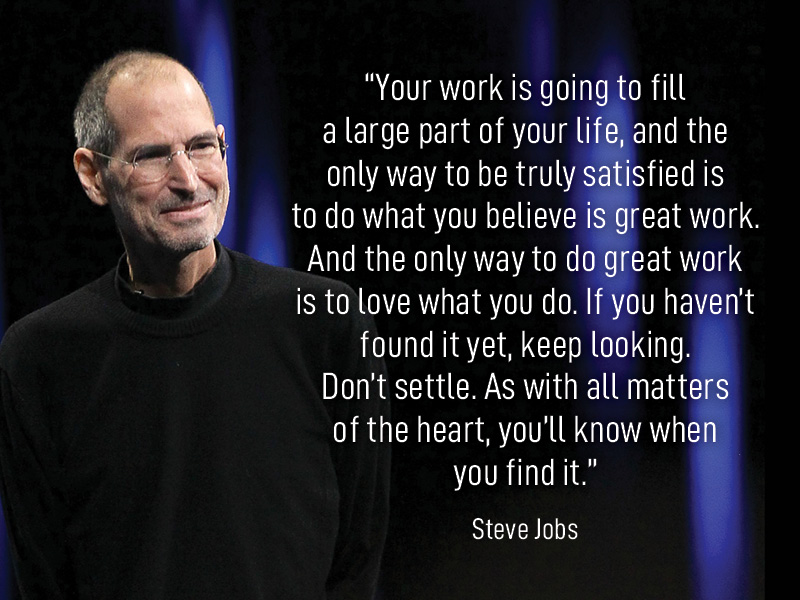 “Your work is going to fill
a large part of your life, and the
only way to be truly satisfied is
to do what you believe is great work.
And the only way to do great work
is to love what you do. If you haven’t
found it yet, keep looking.
Don’t settle. As with all matters
of the heart, you’ll know when
you find it.”
Steve Jobs